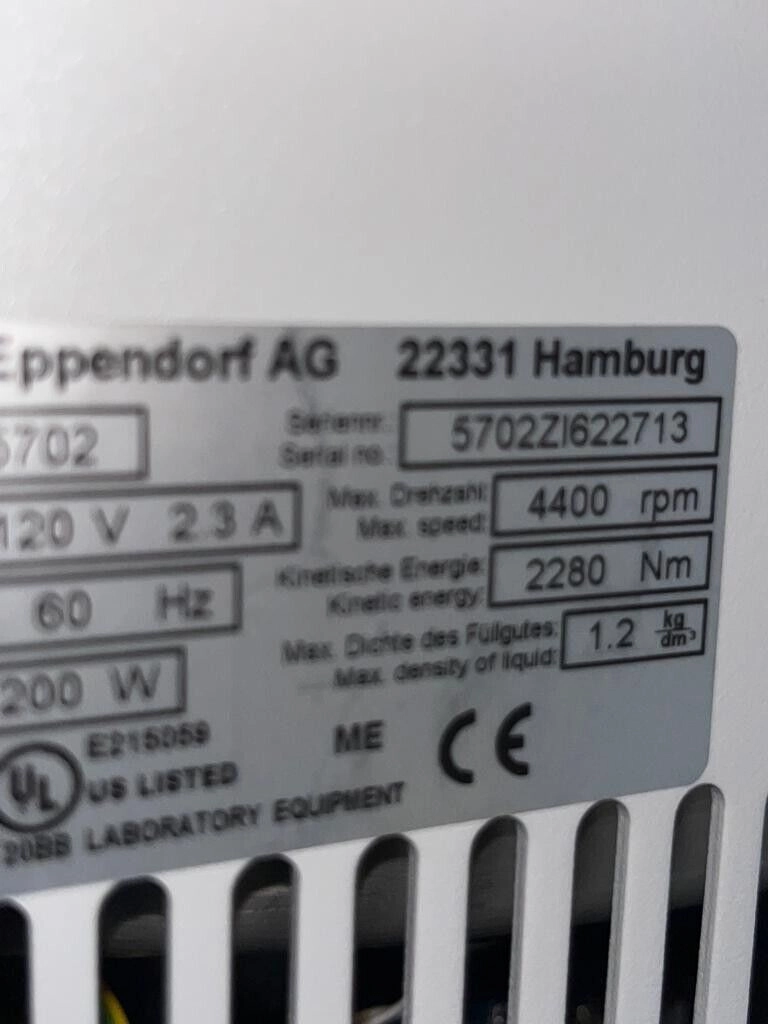 Eppendorf AG 22331 Hamburg
5702 Seriennr. Serial no. 5702ZI622713
120 V 2.3 A Max. Drehzahl: Max. speed: 4400 rpm
60 Hz Kinetische Energie: Kinetic energy: 2280 Nm
200 W Max. Dichte des Füllgutes: Max. density of liquid: 1.2 kg/dm³
E215059 ME CE
UL US LISTED
20BB LABORATORY EQUIPMENT